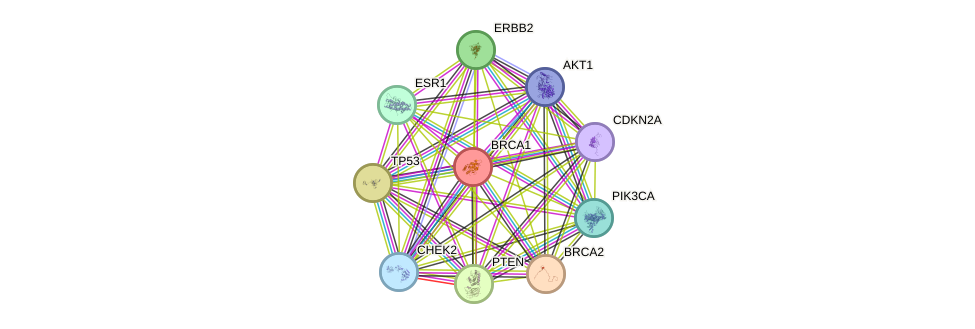 ERBB2
AKT1
ESR1
CDKN2A
BRCA1
TP53
PIK3CA
CHEK2
BRCA2
PTEN